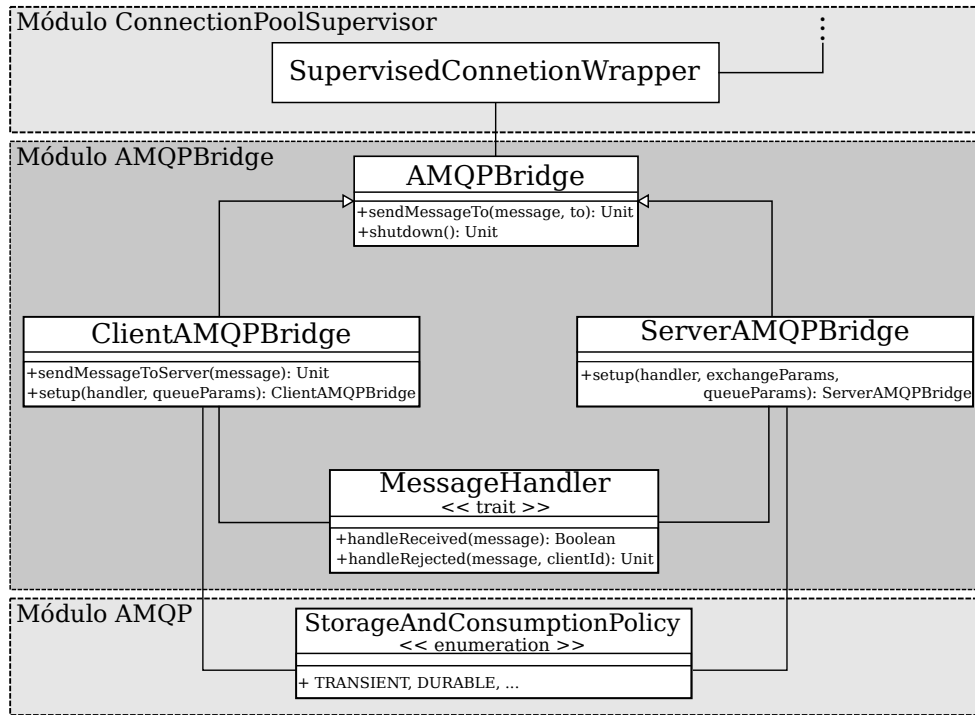 Módulo ConnectionPoolSupervisor
SupervisedConnetionWrapper
Módulo AMQPBridge
AMQPBridge
+sendMessageTo(message, to): Unit
+shutdown(): Unit
ClientAMQPBridge
+sendMessageToServer(message): Unit
+setup(handler, queueParams): ClientAMQPBridge
ServerAMQPBridge
+setup(handler, exchangeParams,
queueParams): ServerAMQPBridge
MessageHandler
<< trait >>
+handleReceived(message): Boolean
+handleRejected(message, clientId): Unit
Módulo AMQP
StorageAndConsumptionPolicy
<< enumeration >>
+ TRANSIENT, DURABLE, ...